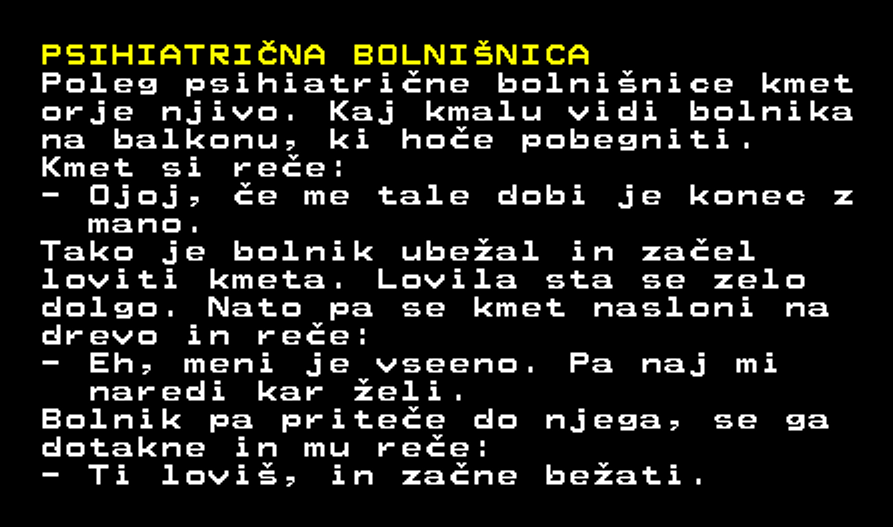 PSIHIATRIČNA BOLNIŠNICA
Poleg psihiatrične bolnišnice kmet
orje njivo. Kaj kmalu vidi bolnika
na balkonu, ki hoče pobegniti.
Kmet si reče:
- Ojoj, če me tale dobi je konec z
mano.
Tako je bolnik ubežal in začel
loviti kmeta. Lovila sta se zelo
dolgo. Nato pa se kmet nasloni na
drevo in reče:
- Eh, meni je vseeno. Pa naj mi
naredi kar želi.
Bolnik pa priteče do njega, se ga
dotakne in mu reče:
- Ti loviš, in začne bežati.